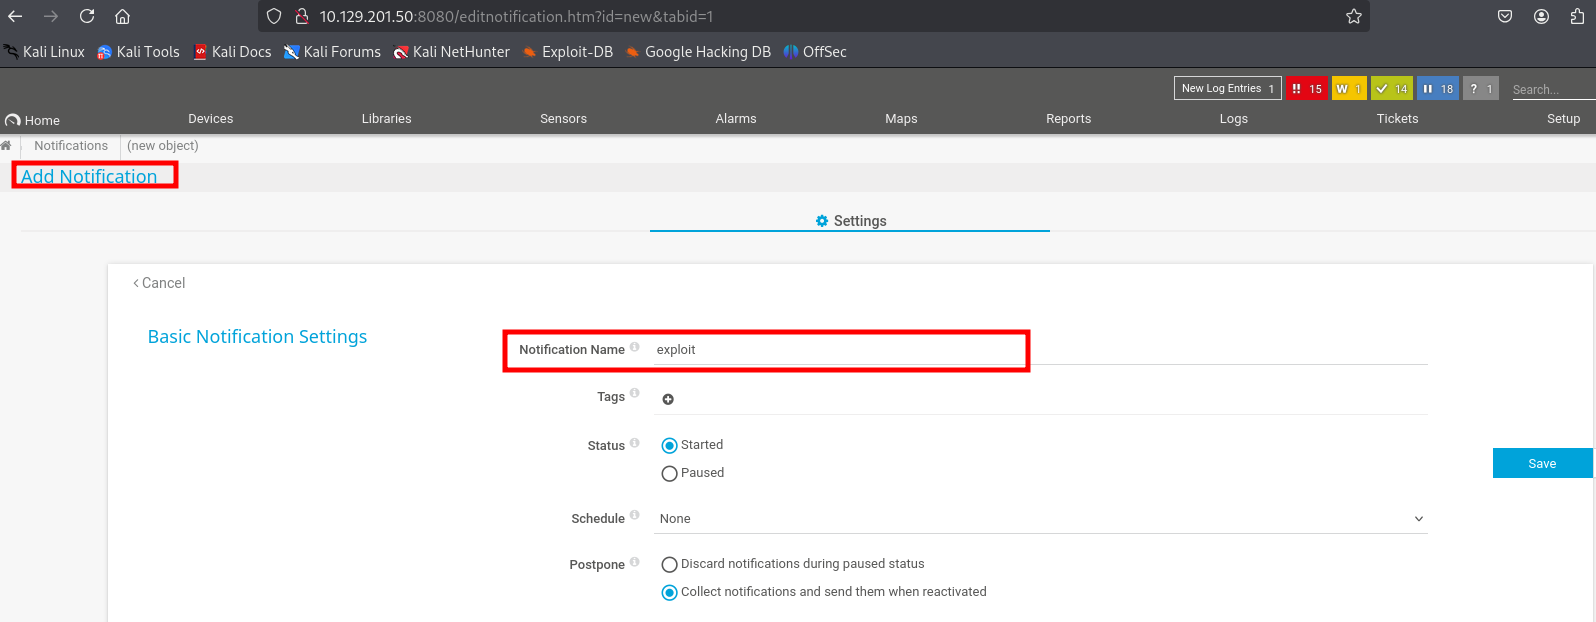 10.129.201.50:8080/editnotification.htm?id=new&tabid=1
Kali Linux Kali Tools Kali Docs Kali Forums Kali NetHunter Exploit-DB Google Hacking DB OffSec
New Log Entries 1 !! 15 W 1 14 18 ? 1 Search...
Home Devices Libraries Sensors Alarms Maps Reports Logs Tickets Setup
Notifications (new object)
Add Notification
Settings
< Cancel
Basic Notification Settings
Notification Name exploit
Tags
Status Started
Paused
Save
Schedule None
Postpone Discard notifications during paused status
Collect notifications and send them when reactivated